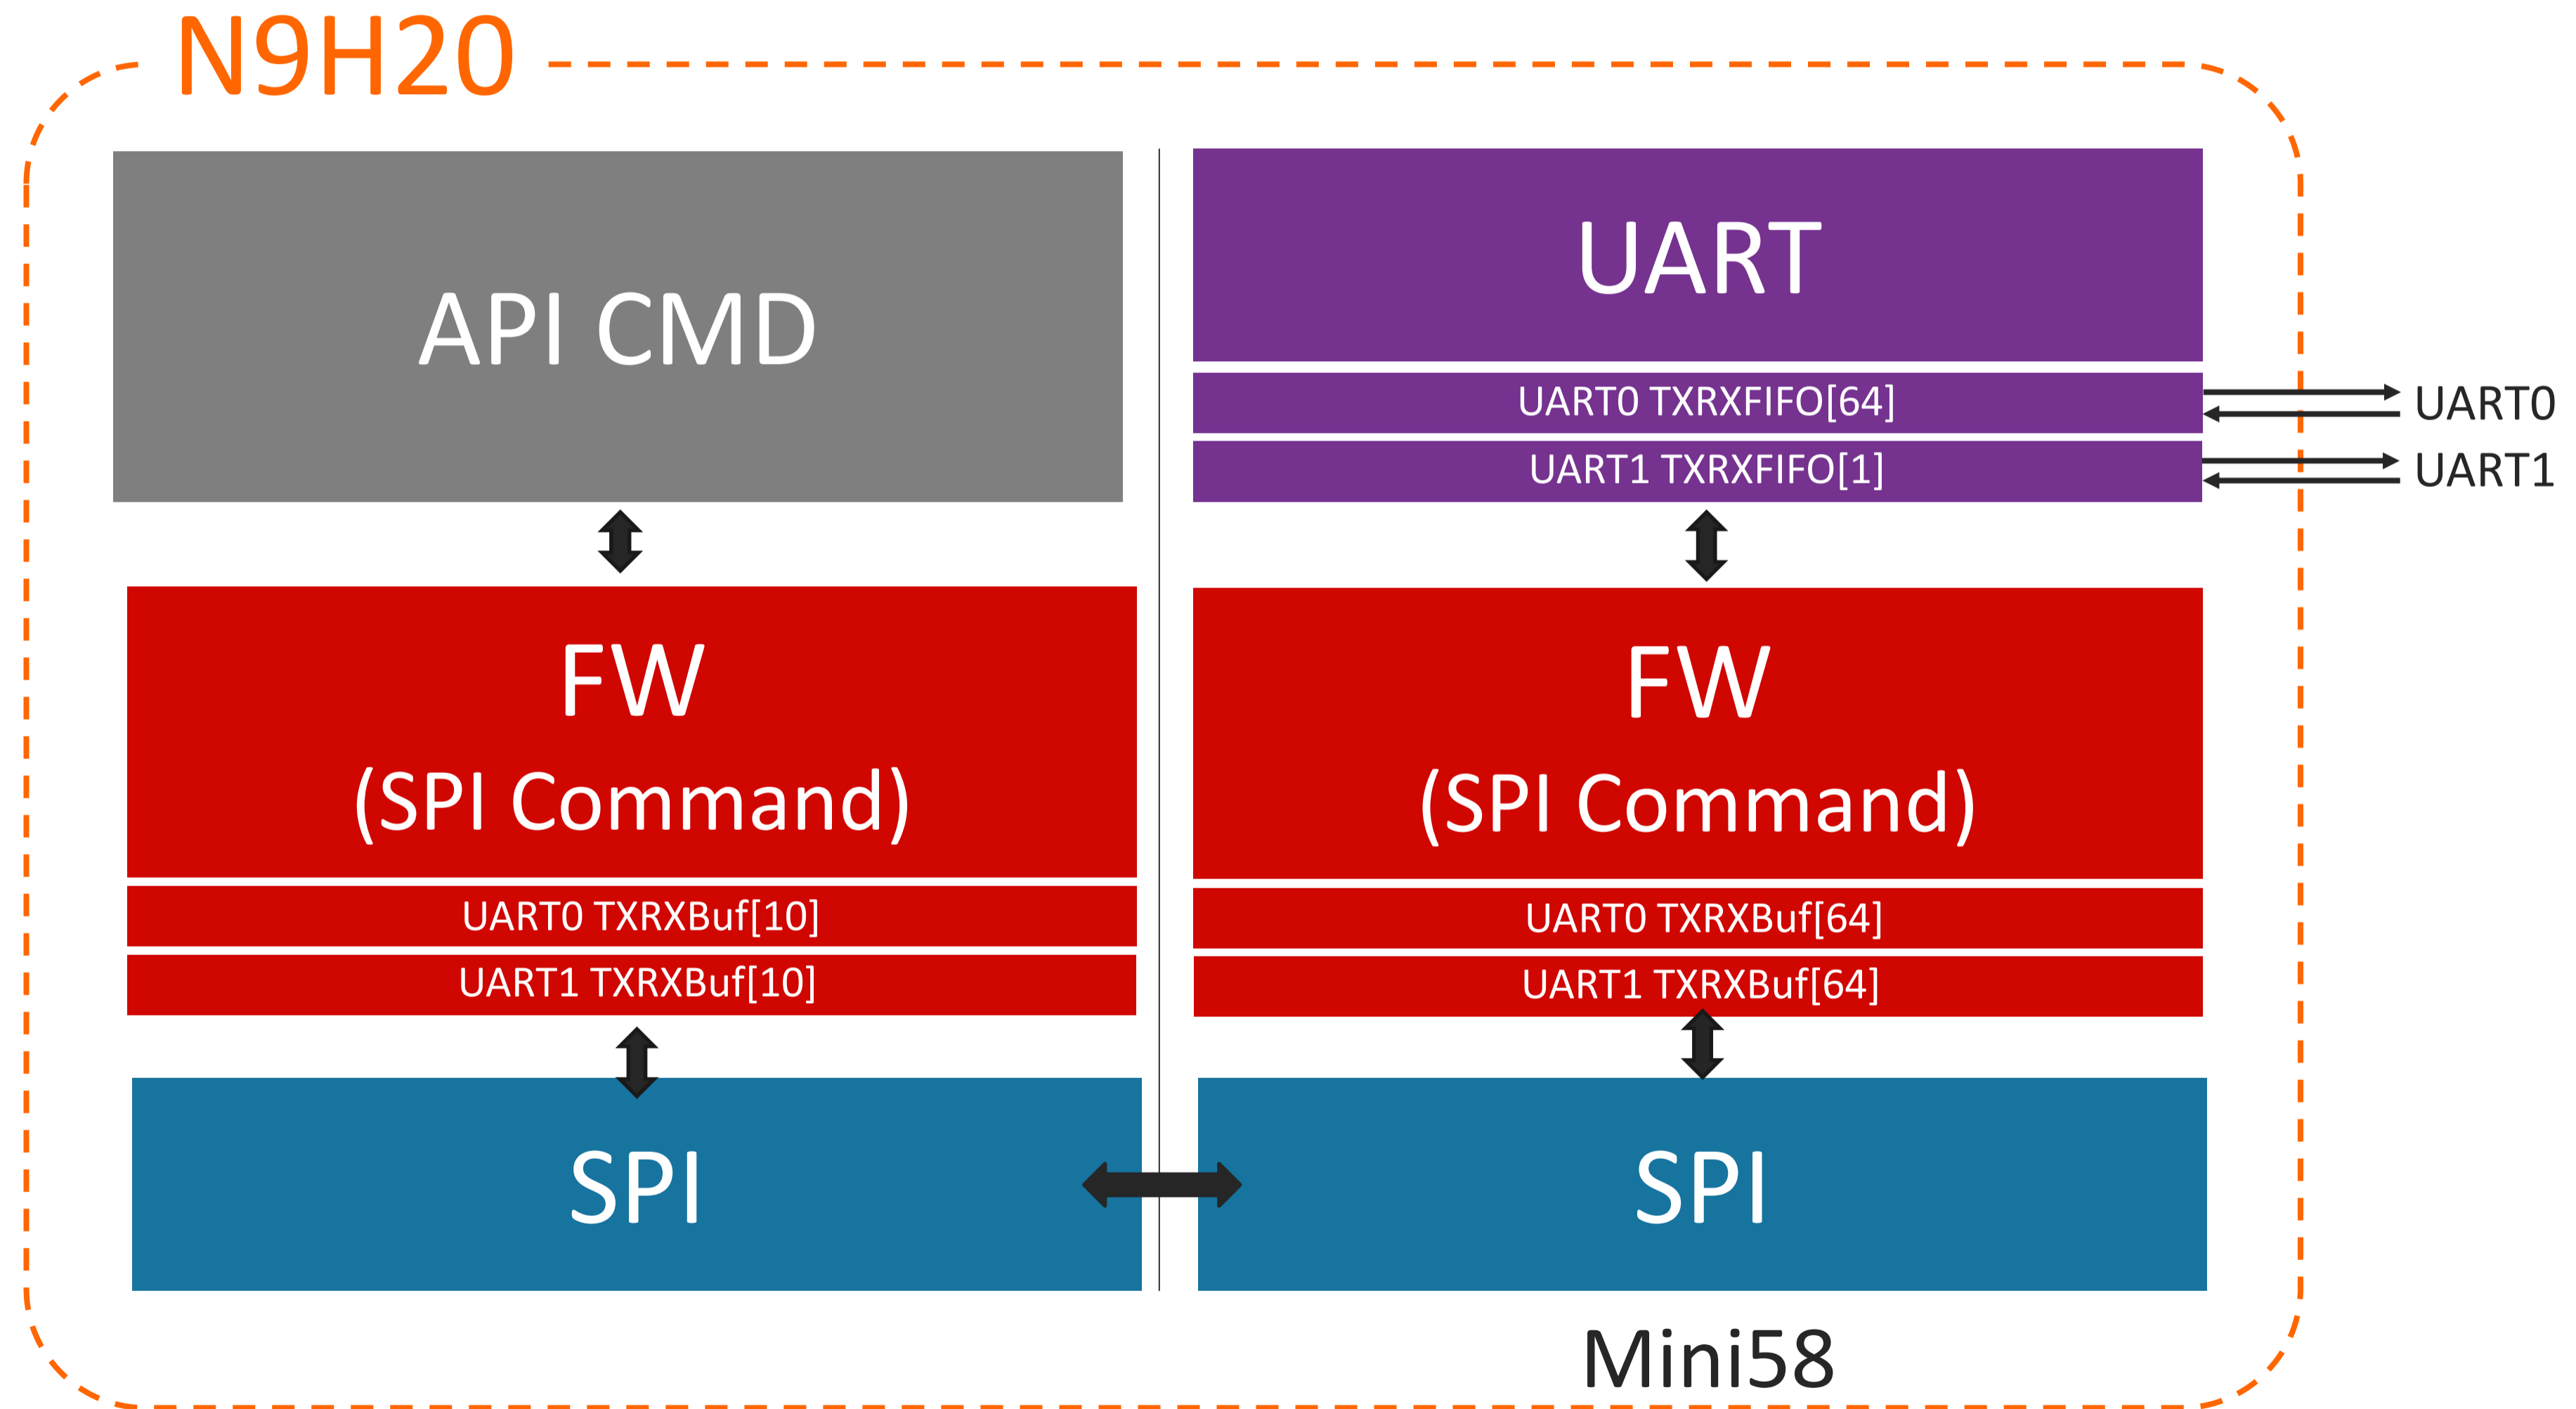 N9H20
API CMD
FW
(SPI Command)
UART0 TXRXBuf[10]
UART1 TXRXBuf[10]
SPI
UART
UART0 TXRXFIFO[64]
UART1 TXRXFIFO[1]
UART0
UART1
FW
(SPI Command)
UART0 TXRXBuf[64]
UART1 TXRXBuf[64]
SPI
Mini58